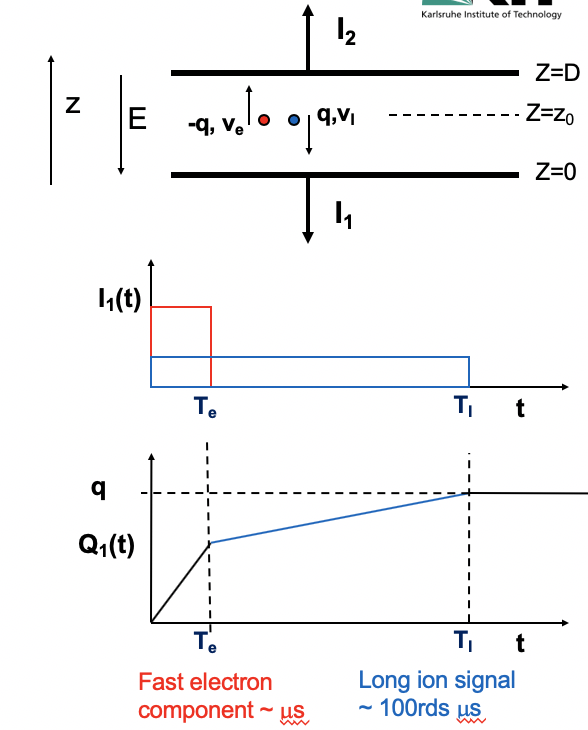 Karlsruhe Institute of Technology
I₂
Z=D
z
E
-q, vₑ
q,vI
Z=z₀
Z=0
I₁
I₁(t)
Tₑ
TI
t
q
Q₁(t)
Tₑ
TI
t
Fast electron
component ~ μs
Long ion signal
~ 100rds μs